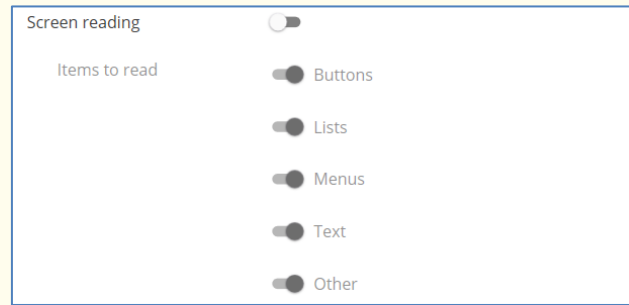 Screen reading
Items to read
Buttons
Lists
Menus
Text
Other